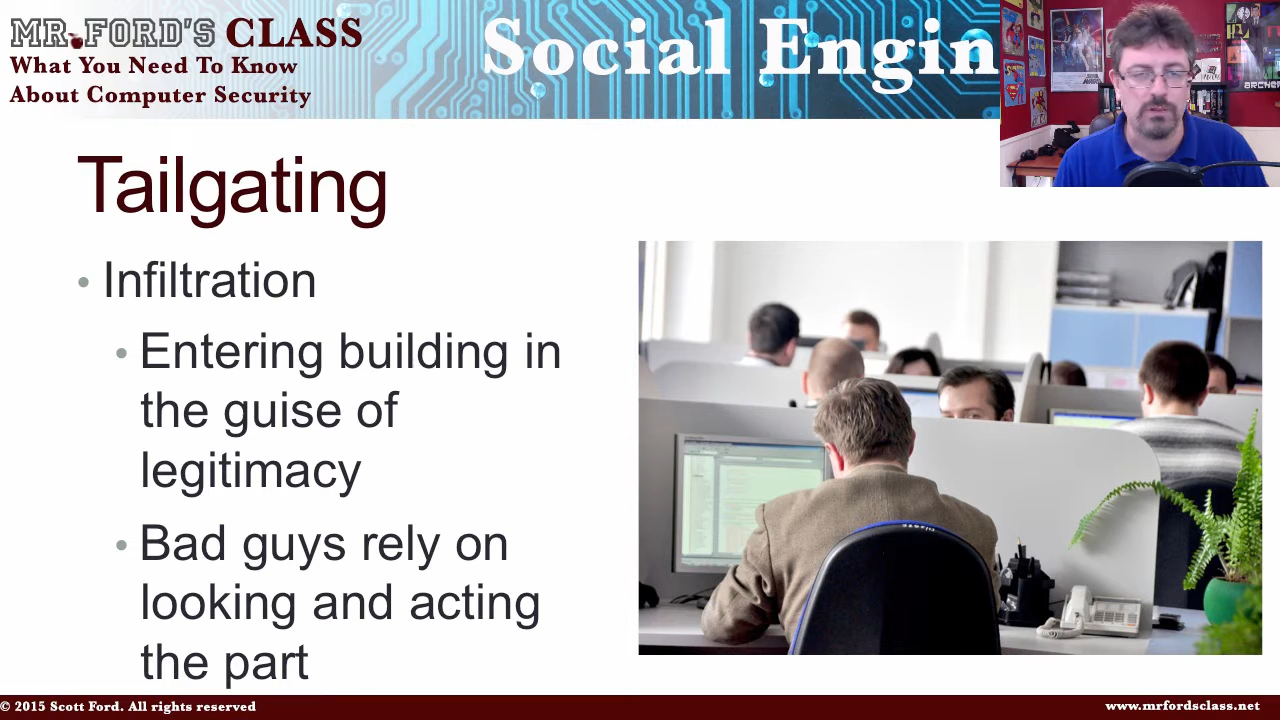 MR. FORD'S CLASS
What You Need To Know
About Computer Security
Social Engin
ARCHER
Tailgating
• Infiltration
• Entering building in
the guise of
legitimacy
• Bad guys rely on
looking and acting
the part
© 2015 Scott Ford. All rights reserved
www.mrfordsclass.net